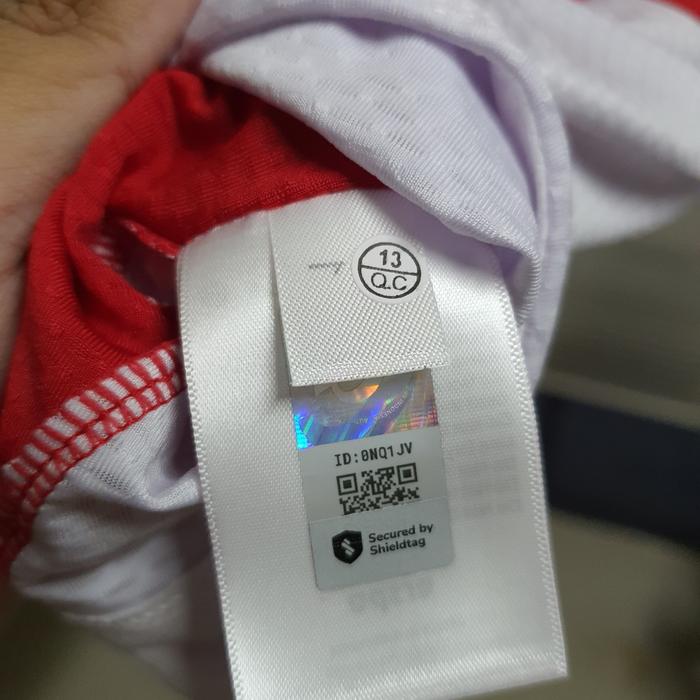 13
Q.C
ID:0NQ1JV
Secured by
Shieldtag